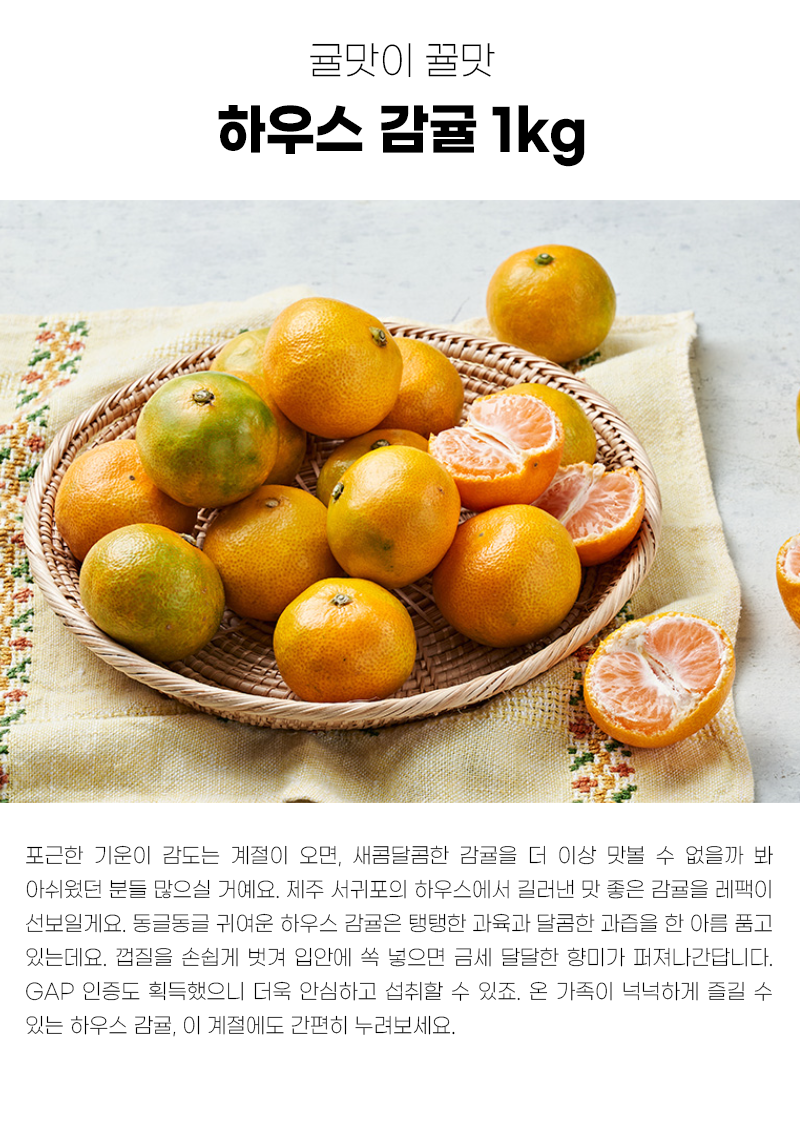 귤맛이 꿀맛
하우스 감귤 1kg
포근한 기운이 감도는 계절이 오면, 새콤달콤한 감귤을 더 이상 맛볼 수 없을까 봐
아쉬웠던 분들 많으실 거예요. 제주 서귀포의 하우스에서 길러낸 맛 좋은 감귤을 레팩이
선보일게요. 동글동글 귀여운 하우스 감귤은 탱탱한 과육과 달콤한 과즙을 한 아름 품고
있는데요. 껍질을 손쉽게 벗겨 입안에 쏙 넣으면 금세 달달한 향미가 퍼져나간답니다.
GAP 인증도 획득했으니 더욱 안심하고 섭취할 수 있죠. 온 가족이 넉넉하게 즐길 수
있는 하우스 감귤, 이 계절에도 간편히 누려보세요.